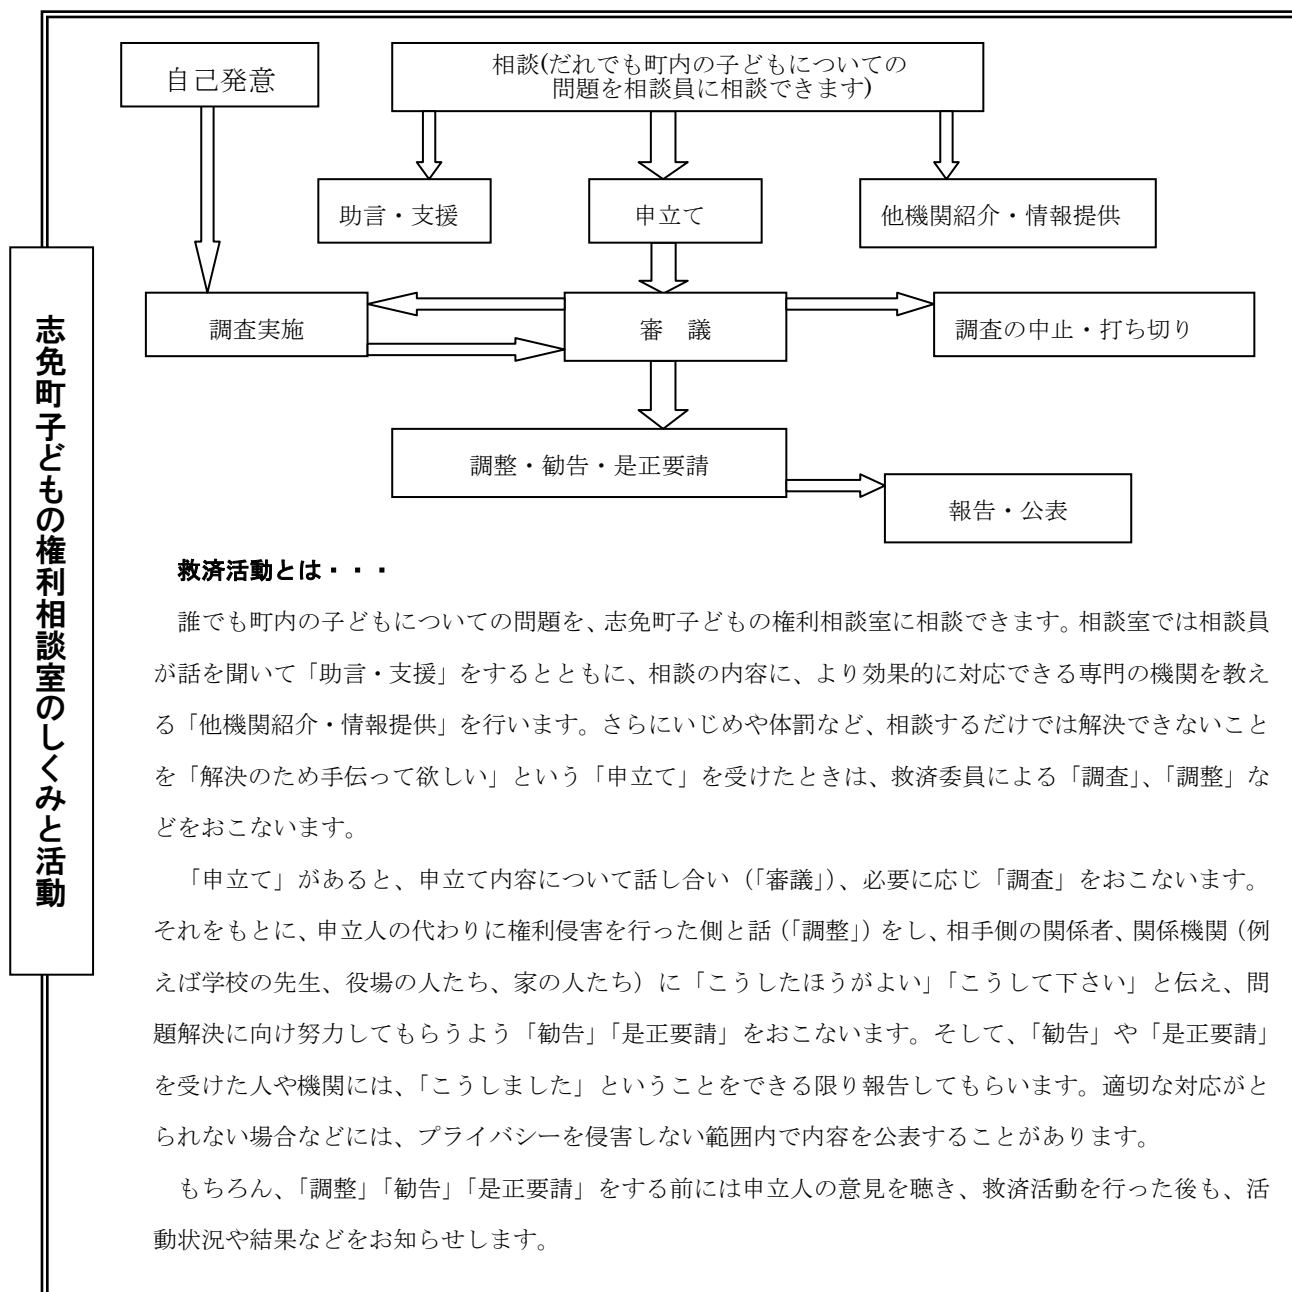 自己発意
相談(だれでも町内の子どもについての
問題を相談員に相談できます)
助言・支援
申立て
他機関紹介・情報提供
調査実施
審　議
調査の中止・打ち切り
調整・勧告・是正要請
報告・公表
志免町子どもの権利相談室のしくみと活動
救済活動とは・・・
誰でも町内の子どもについての問題を、志免町子どもの権利相談室に相談できます。相談室では相談員
が話を聞いて「助言・支援」をするとともに、相談の内容に、より効果的に対応できる専門の機関を教え
る「他機関紹介・情報提供」を行います。さらにいじめや体罰など、相談するだけでは解決できないこと
を「解決のため手伝って欲しい」という「申立て」を受けたときは、救済委員による「調査」、「調整」な
どをおこないます。
「申立て」があると、申立て内容について話し合い（「審議」）、必要に応じ「調査」をおこないます。
それをもとに、申立人の代わりに権利侵害を行った側と話（「調整」）をし、相手側の関係者、関係機関（例
えば学校の先生、役場の人たち、家の人たち）に「こうしたほうがよい」「こうして下さい」と伝え、問
題解決に向け努力してもらうよう「勧告」「是正要請」をおこないます。そして、「勧告」や「是正要請」
を受けた人や機関には、「こうしました」ということをできる限り報告してもらいます。適切な対応がと
られない場合などには、プライバシーを侵害しない範囲内で内容を公表することがあります。
もちろん、「調整」「勧告」「是正要請」をする前には申立人の意見を聴き、救済活動を行った後も、活
動状況や結果などをお知らせします。